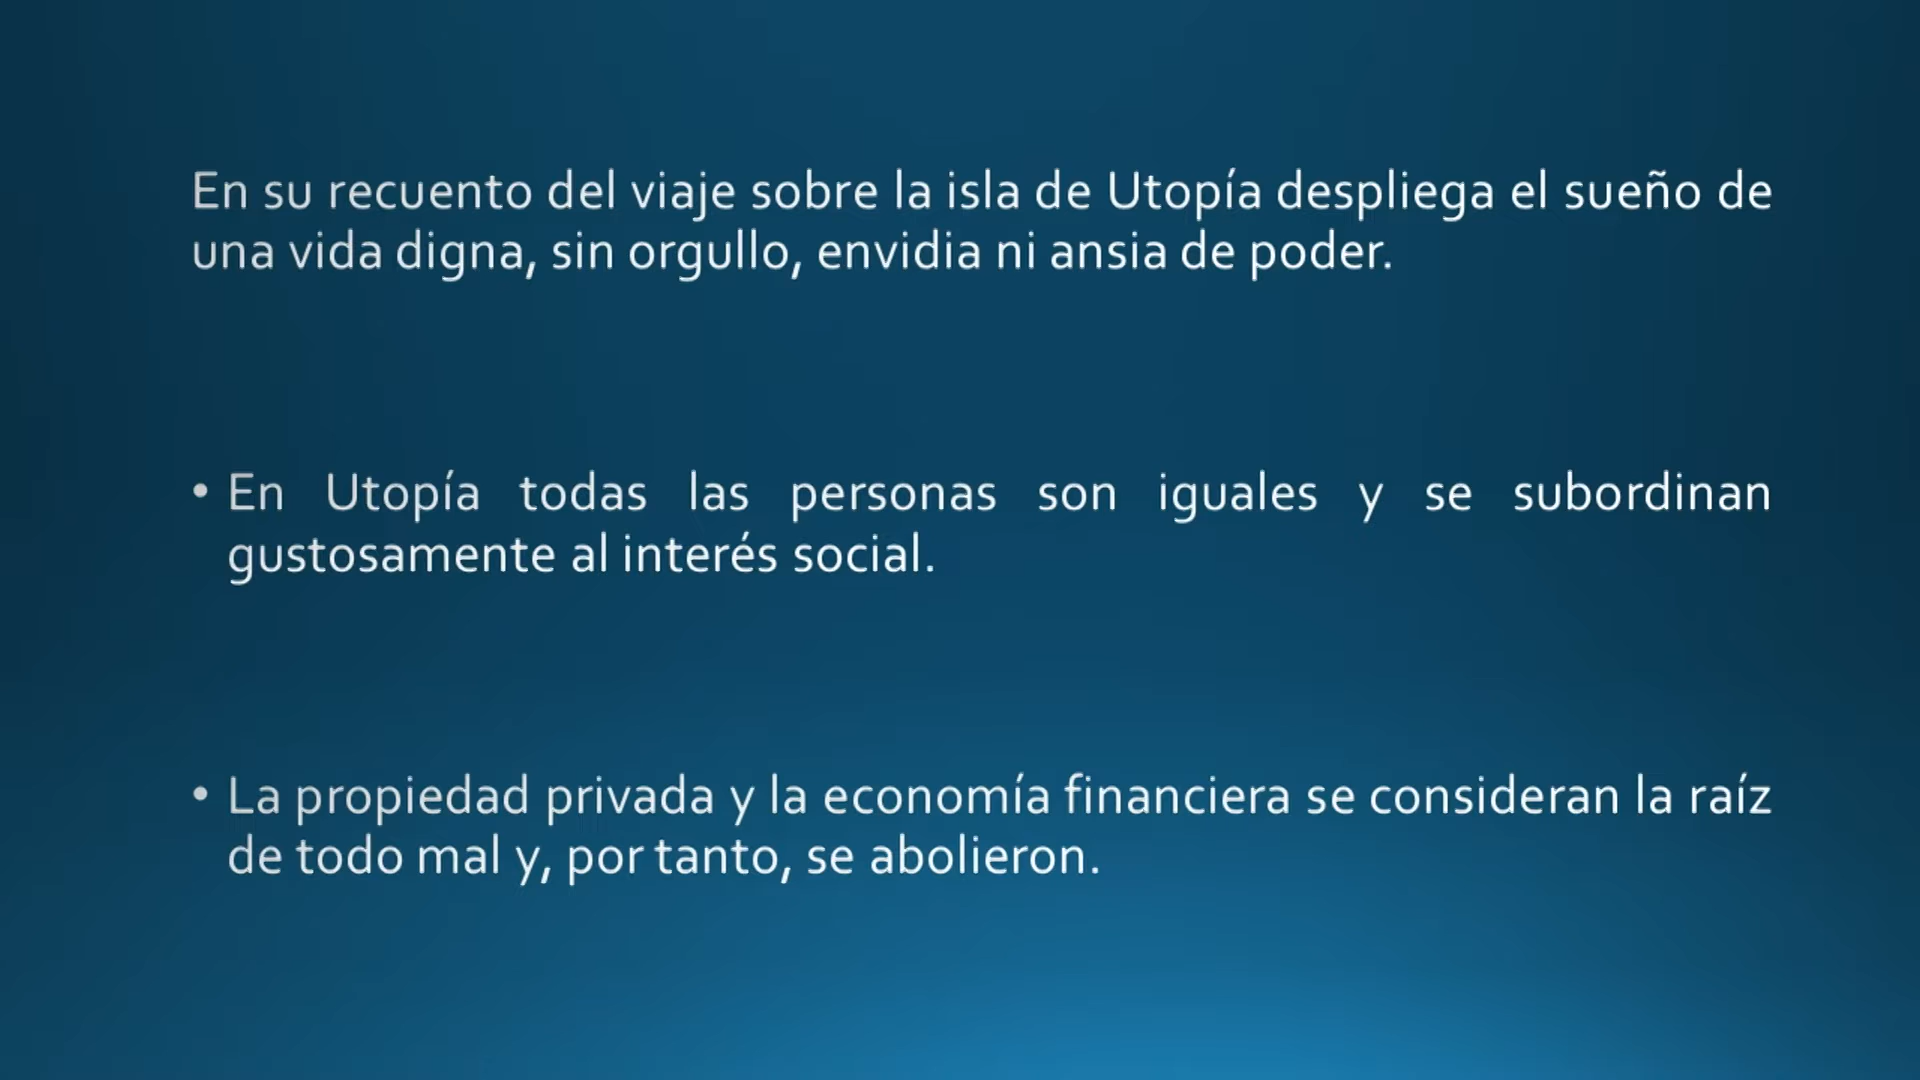 En su recuento del viaje sobre la isla de Utopía despliega el sueño de
una vida digna, sin orgullo, envidia ni ansia de poder.
• En Utopía todas las personas son iguales y se subordinan
gustosamente al interés social.
• La propiedad privada y la economía financiera se consideran la raíz
de todo mal y, por tanto, se abolieron.